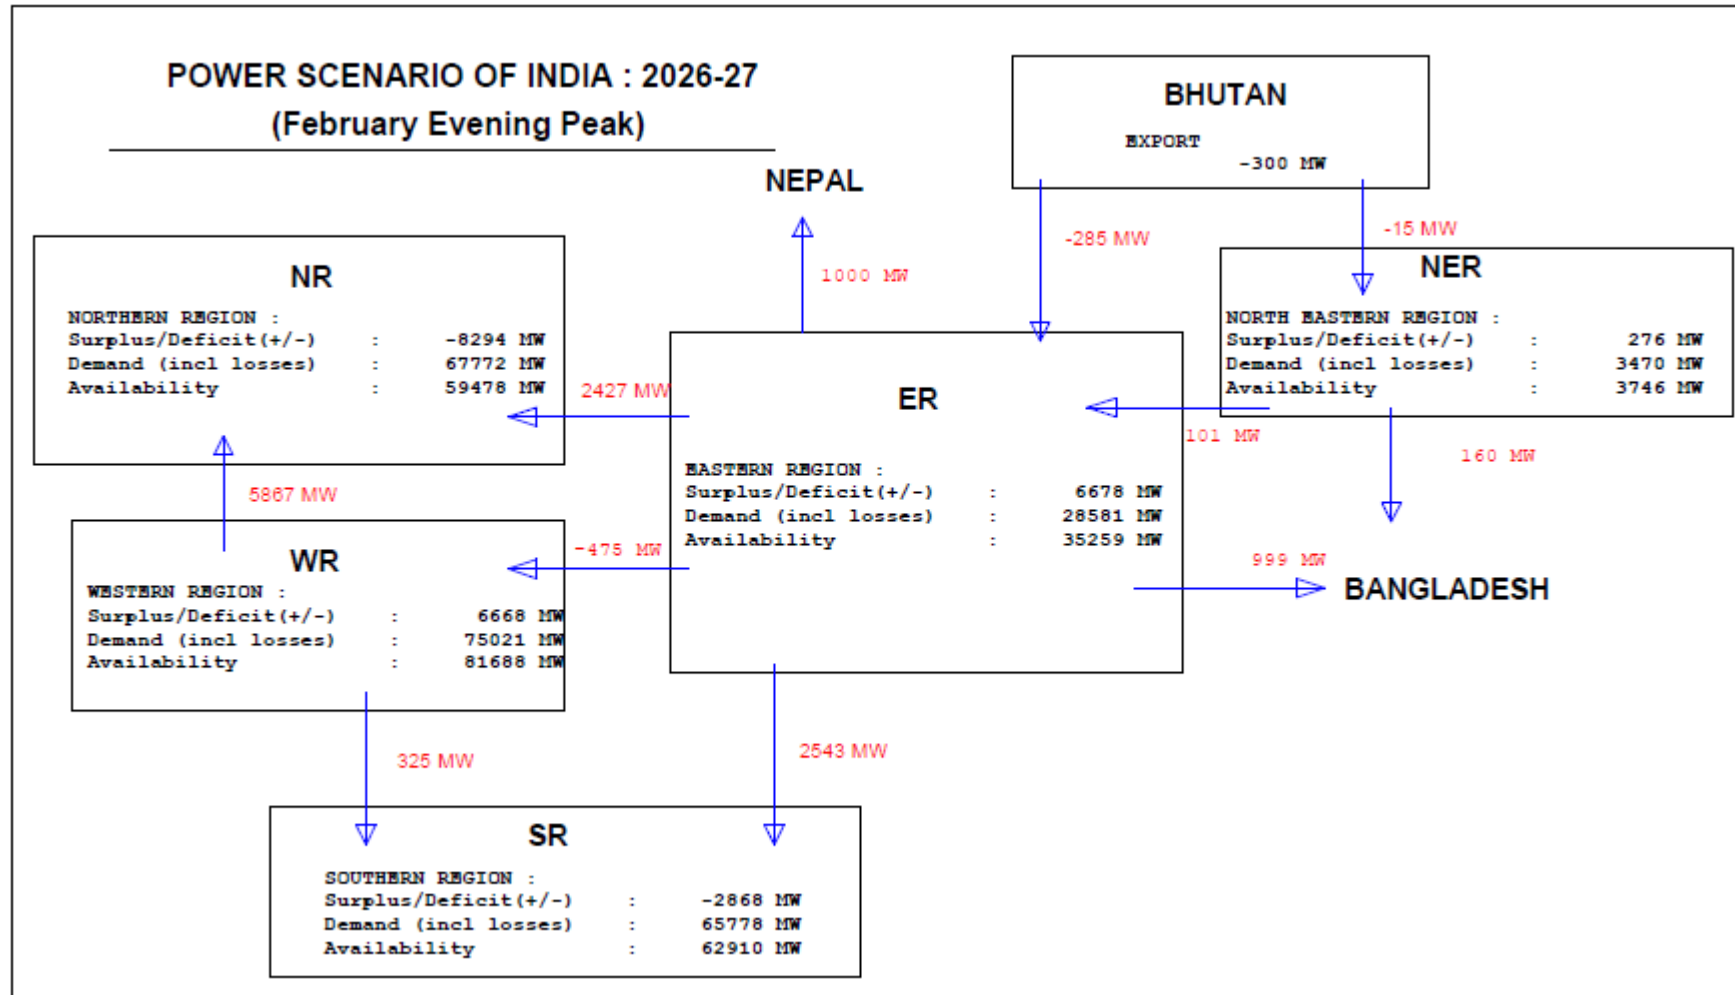 POWER SCENARIO OF INDIA : 2026-27
(February Evening Peak)
BHUTAN
EXPORT
-300 MW
NEPAL
-285 MW
-15 MW
1000 MW
NR
NORTHERN REGION :
Surplus/Deficit(+/-) : -8294 MW
Demand (incl losses) : 67772 MW
Availability : 59478 MW
NER
NORTH EASTERN REGION :
Surplus/Deficit(+/-) : 276 MW
Demand (incl losses) : 3470 MW
Availability : 3746 MW
2427 MW
ER
EASTERN REGION :
Surplus/Deficit(+/-) : 6678 MW
Demand (incl losses) : 28581 MW
Availability : 35259 MW
101 MW
160 MW
5867 MW
-475 MW
999 MW
BANGLADESH
WR
WESTERN REGION :
Surplus/Deficit(+/-) : 6668 MW
Demand (incl losses) : 75021 MW
Availability : 81688 MW
325 MW
2543 MW
SR
SOUTHERN REGION :
Surplus/Deficit(+/-) : -2868 MW
Demand (incl losses) : 65778 MW
Availability : 62910 MW